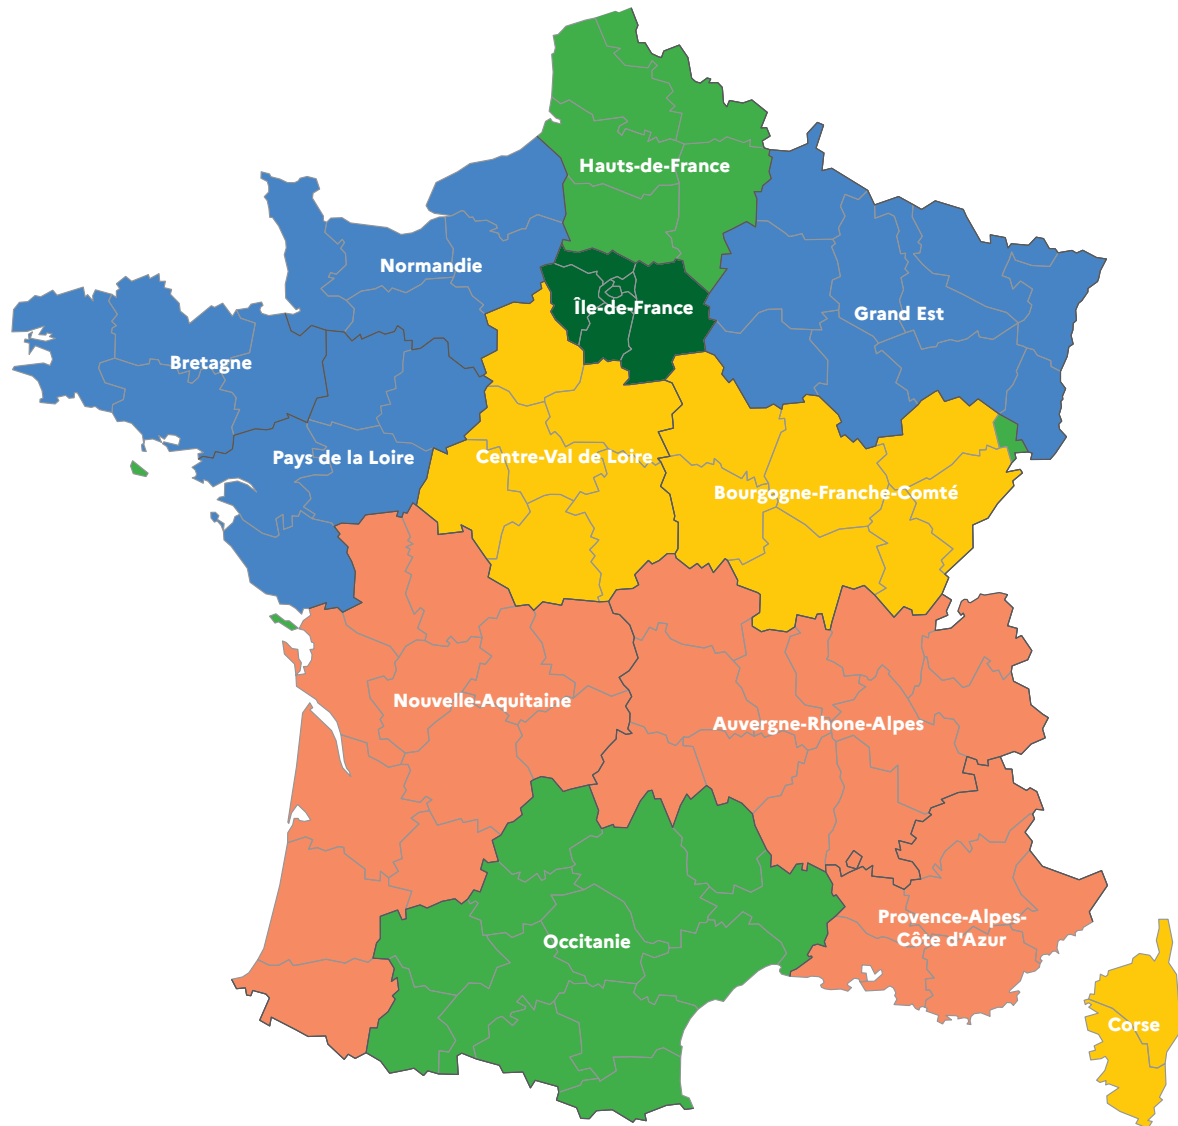 Hauts-de-France
Normandie
Île-de-France
Grand Est
Bretagne
Pays de la Loire
Centre-Val de Loire
Bourgogne-Franche-Comté
Nouvelle-Aquitaine
Auvergne-Rhone-Alpes
Provence-Alpes-
Côte d'Azur
Occitanie
Corse